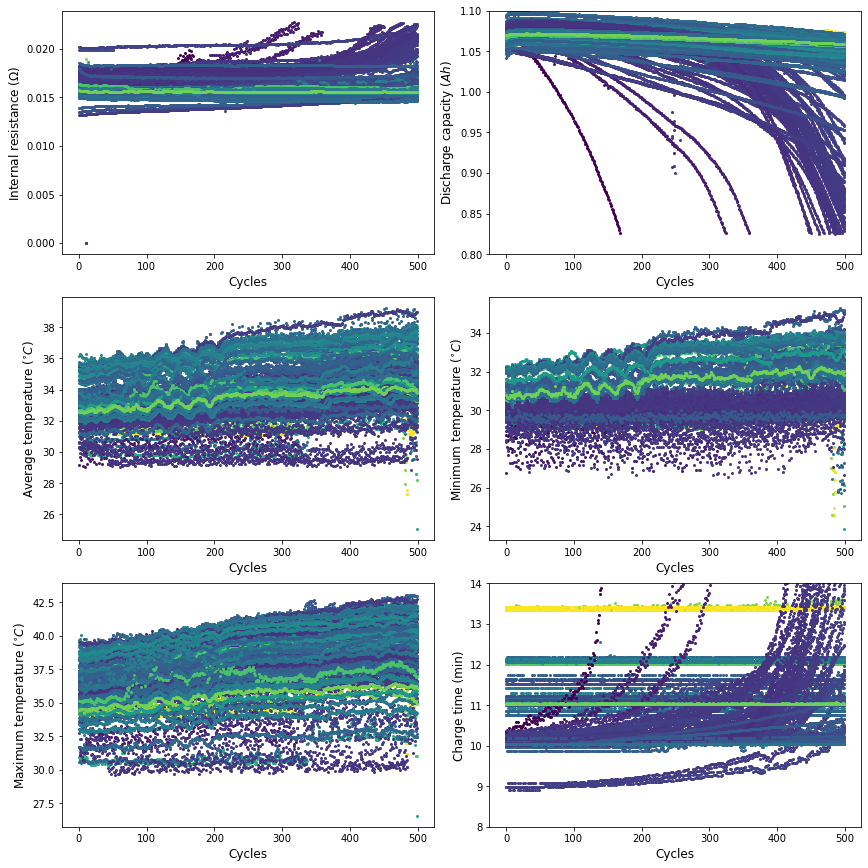 Internal resistance (Ω)
0.020
0.015
0.010
0.005
0.000
0 100 200 300 400 500
Cycles
Discharge capacity (Ah)
1.10
1.05
1.00
0.95
0.90
0.85
0.80
0 100 200 300 400 500
Cycles
Average temperature (°C)
38
36
34
32
30
28
26
0 100 200 300 400 500
Cycles
Minimum temperature (°C)
34
32
30
28
26
24
0 100 200 300 400 500
Cycles
Maximum temperature (°C)
42.5
40.0
37.5
35.0
32.5
30.0
27.5
0 100 200 300 400 500
Cycles
Charge time (min)
14
13
12
11
10
9
8
0 100 200 300 400 500
Cycles